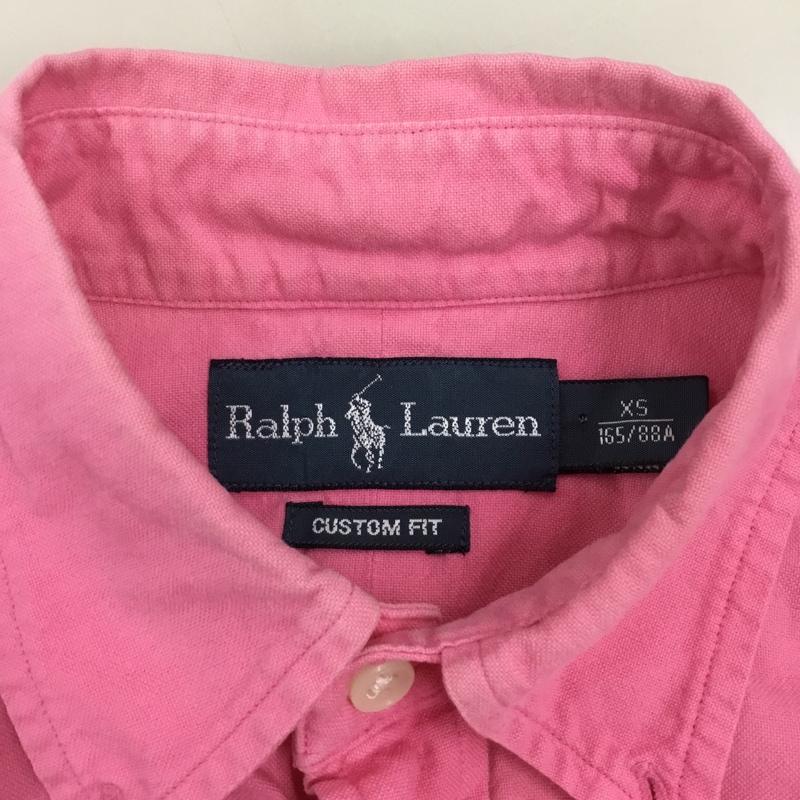 Ralph Lauren
XS
165/88A
CUSTOM FIT